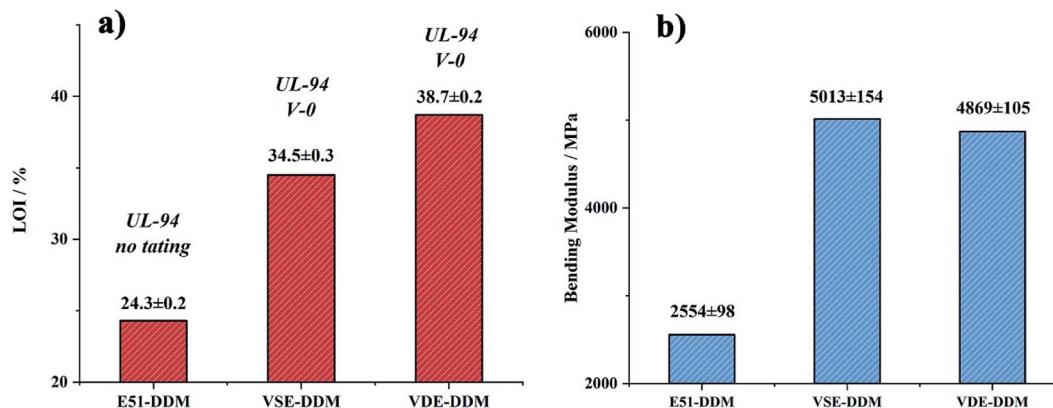 a)
LOI / %
40
30
20
UL-94
no tating
24.3±0.2
UL-94
V-0
34.5±0.3
UL-94
V-0
38.7±0.2
E51-DDM
VSE-DDM
VDE-DDM
b)
Bending Modulus / MPa
6000
4000
2000
2554±98
5013±154
4869±105
E51-DDM
VSE-DDM
VDE-DDM